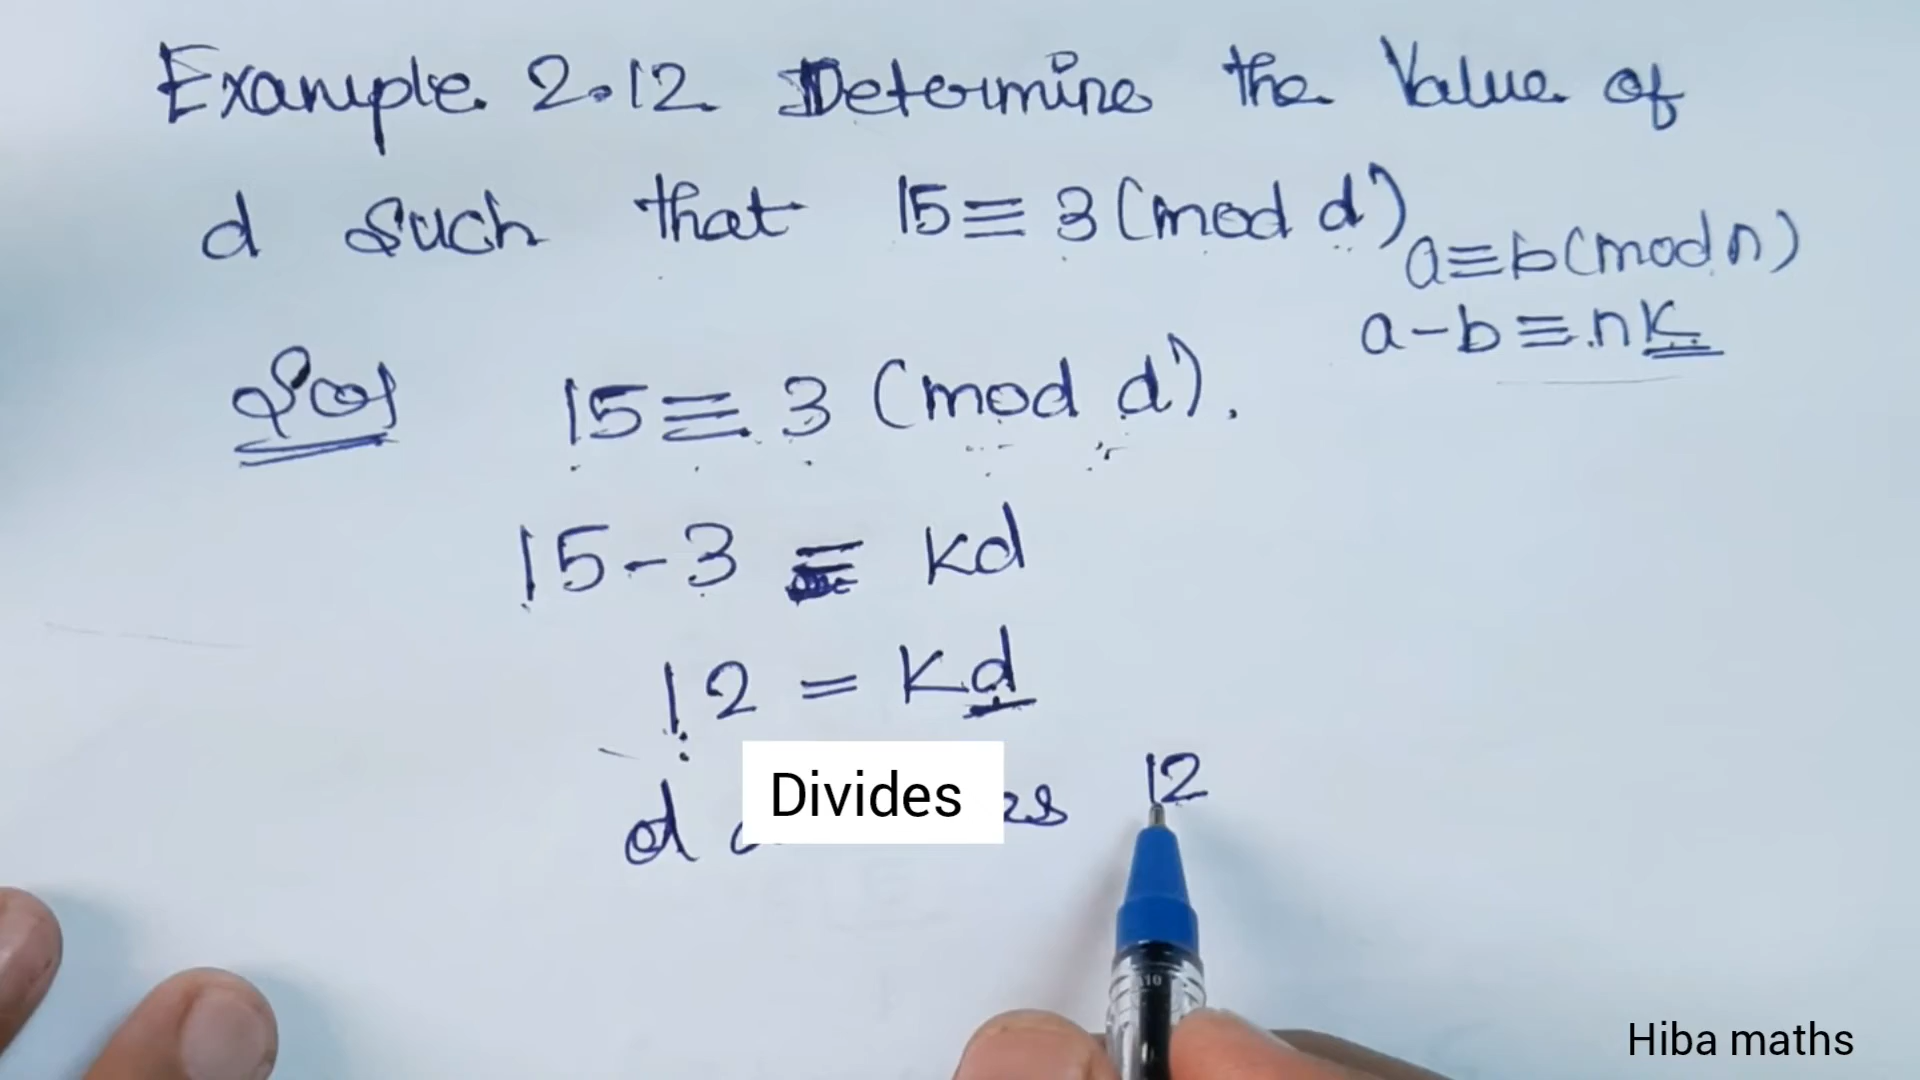 Example 2.12 Determine the Value of
d Such that 15≡3(mod d)
a≡b(mod n)
a-b≡nk
Sol 15≡3 (mod d).
15-3 = kd
12 = kd
d Divides 12
Hiba maths